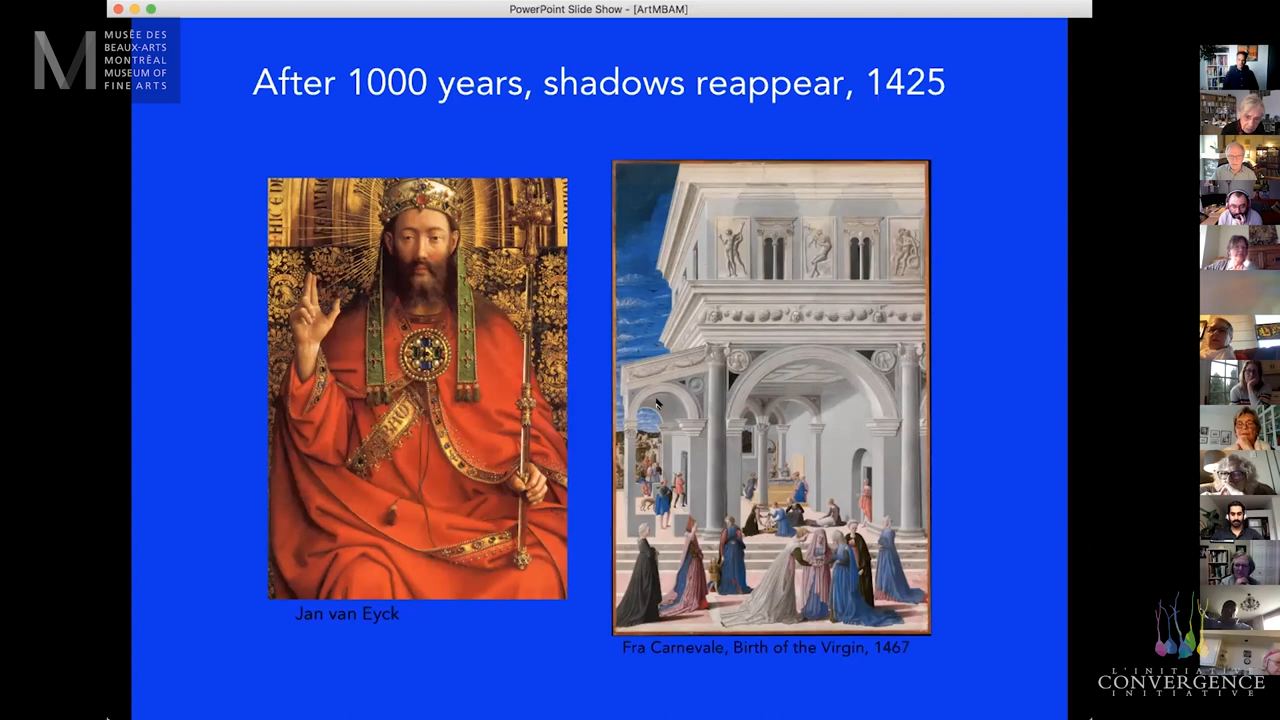 PowerPoint Slide Show - [ArtMBAM]
MUSÉE DES
BEAUX-ARTS
MONTRÉAL
MUSEUM OF
FINE ARTS
After 1000 years, shadows reappear, 1425
Jan van Eyck
Fra Carnevale, Birth of the Virgin, 1467
L'INITIATIVE
CONVERGENCE
INITIATIVE